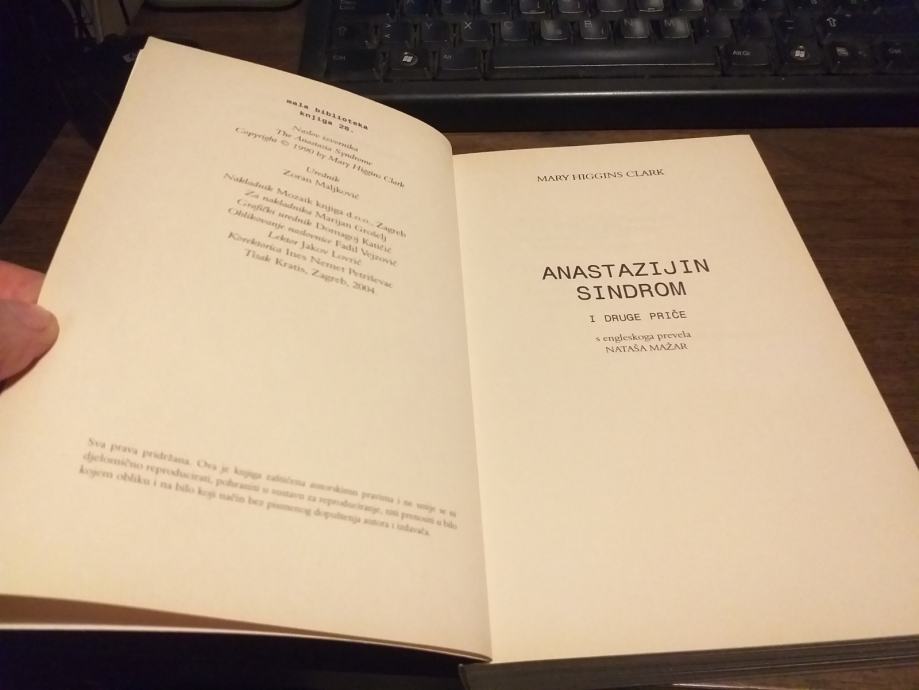 mala biblioteka
knjiga 28.
Naslov izvornika
The Anastasia Syndrome
Copyright © 1990 by Mary Higgins Clark
Urednik
Zoran Maljković
Nakladnik Mozaik knjiga d.o.o., Zagreb
Za nakladnika Marijan Grošelj
Grafički urednik Domagoj Katičić
Oblikovanje naslovnice Fadil Vejzović
Lektor Jakov Lovrić
Korektorica Ines Nemet Petriševac
Tisak Kratis, Zagreb, 2004
Sva prava pridržana. Ova je knjiga zaštićena autorskim pravima i ne smije se ni
djelomično reproducirati, pohraniti u sustavu za reproduciranje, niti prenositi u bilo
kojem obliku i na bilo koji način bez pismenog dopuštenja autora i izdavača.
MARY HIGGINS CLARK
ANASTAZIJIN
SINDROM
I DRUGE PRIČE
s engleskoga prevela
NATAŠA MAŽAR